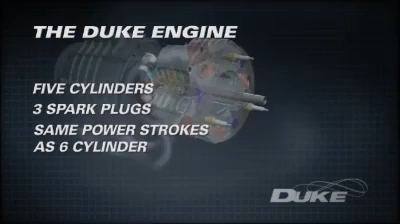 THE DUKE ENGINE
FIVE CYLINDERS
3 SPARK PLUGS
SAME POWER STROKES
AS 6 CYLINDER
DUKE